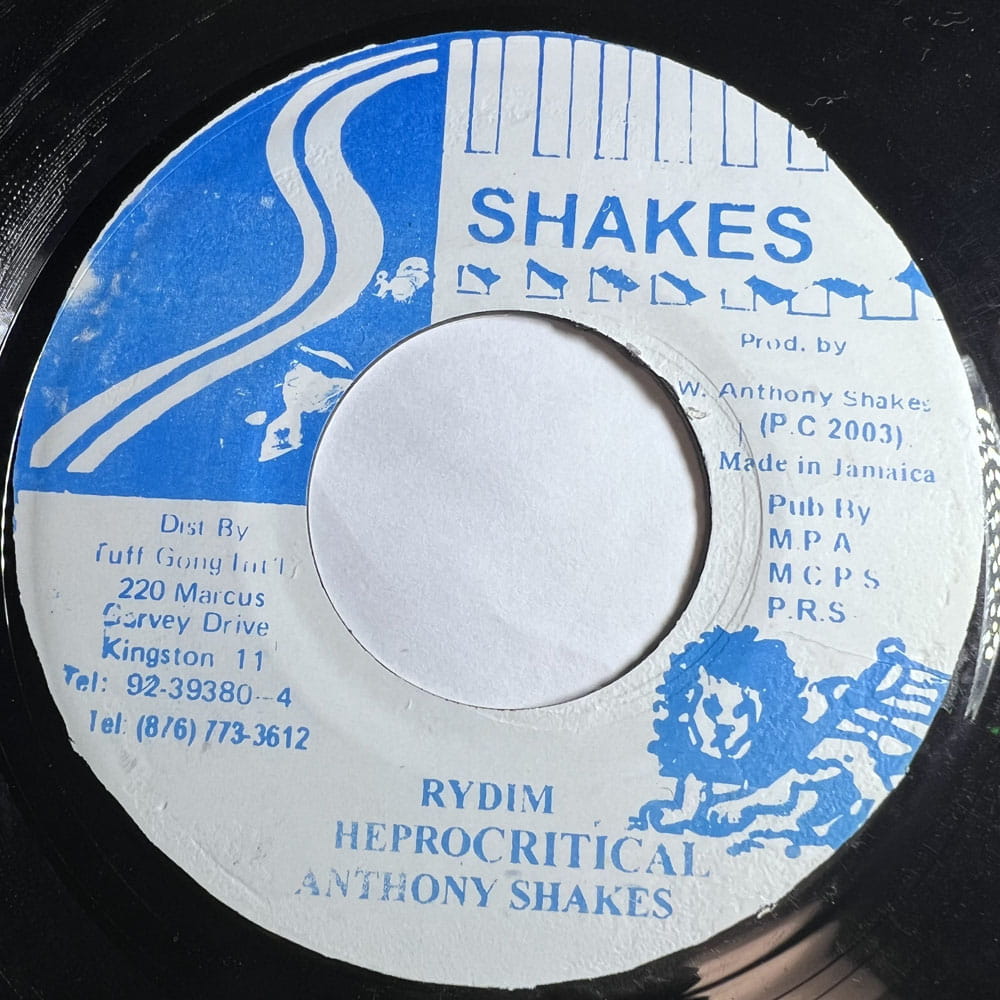 SHAKES
Prod. by
W. Anthony Shakes
(P.C 2003)
Made in Jamaica
Pub By
M.P A
M C P S
P.R.S
Dist By
Tuff Gong Int'l
220 Marcus
Garvey Drive
Kingston 11
Tel: 92-39380-4
Tel: (876) 773-3612
RYDIM
HEPROCRITICAL
ANTHONY SHAKES